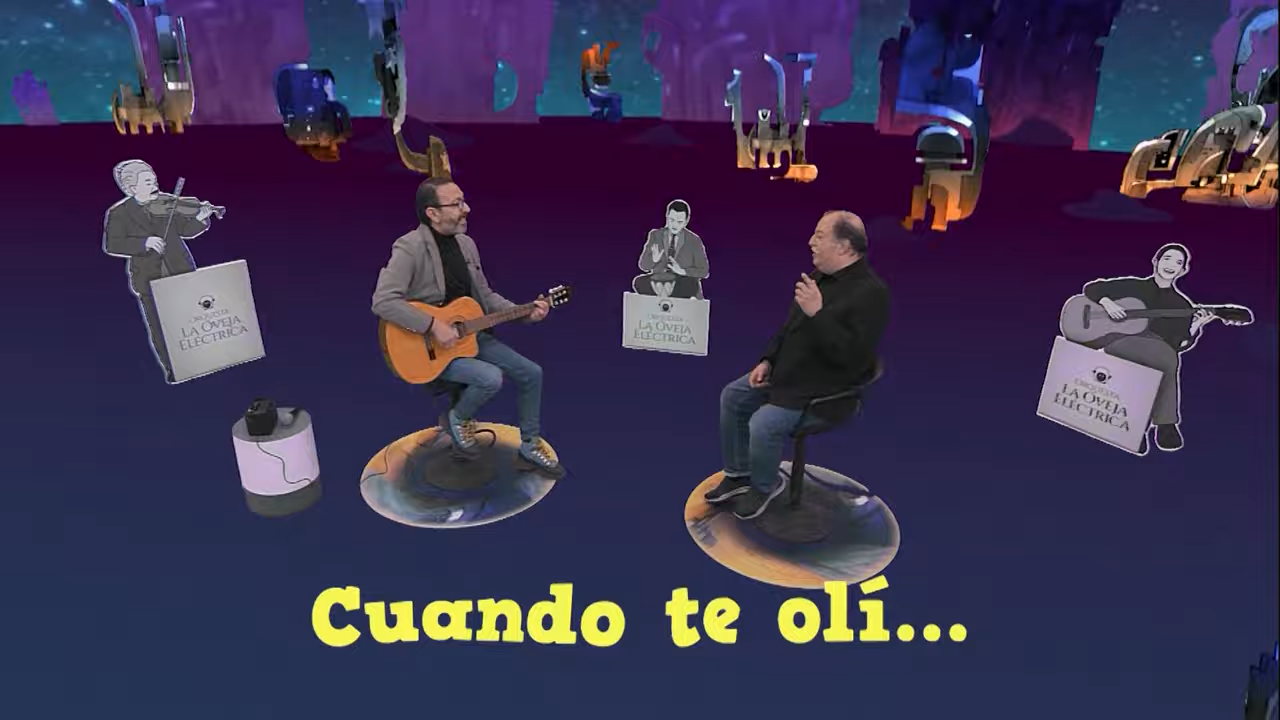 ORQUESTA
LA OVEJA
ELÉCTRICA
ORQUESTA
LA OVEJA
ELÉCTRICA
ORQUESTA
LA OVEJA
ELÉCTRICA
Cuando te olí...